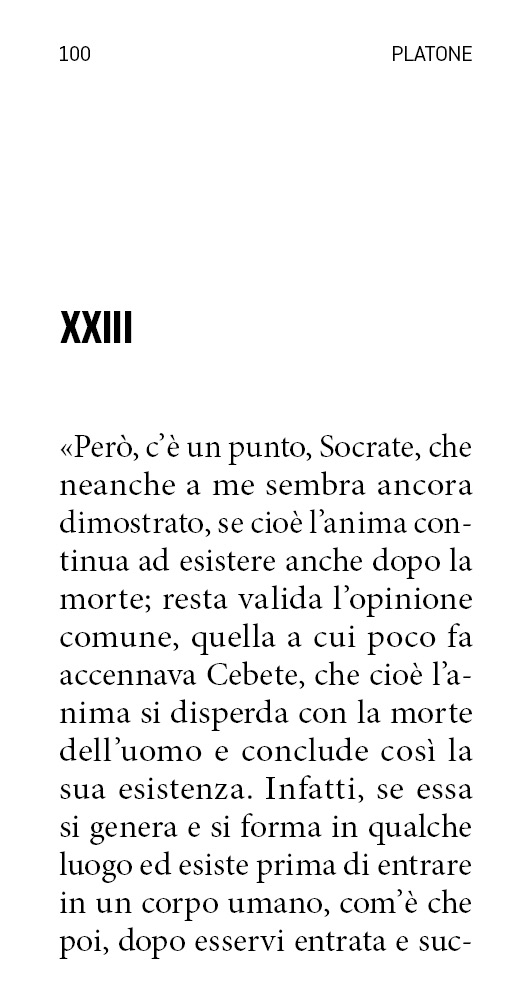 100 PLATONE
XXIII
«Però, c’è un punto, Socrate, che
neanche a me sembra ancora
dimostrato, se cioè l’anima con-
tinua ad esistere anche dopo la
morte; resta valida l’opinione
comune, quella a cui poco fa
accennava Cebete, che cioè l’a-
nima si disperda con la morte
dell’uomo e conclude così la
sua esistenza. Infatti, se essa
si genera e si forma in qualche
luogo ed esiste prima di entrare
in un corpo umano, com’è che
poi, dopo esservi entrata e suc-